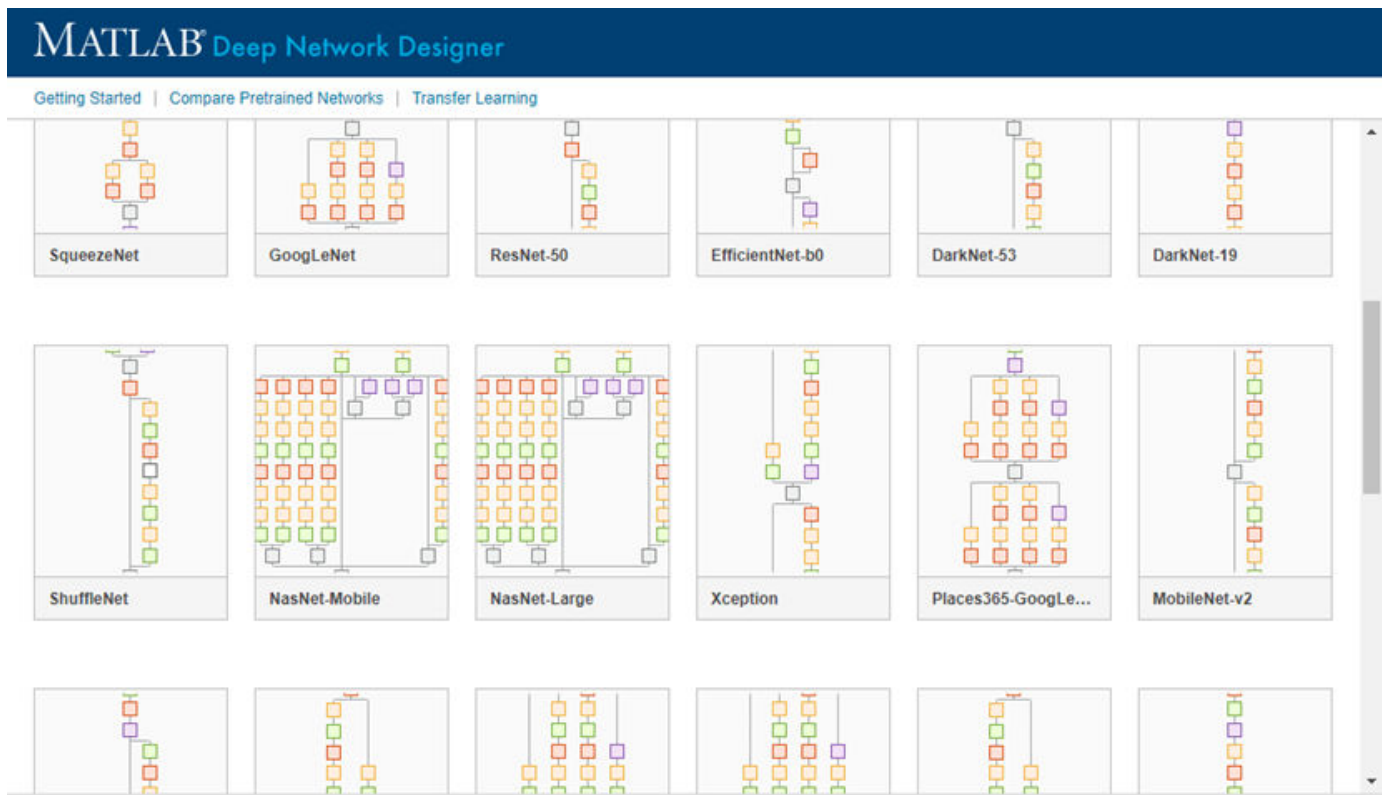 MATLAB® Deep Network Designer
Getting Started | Compare Pretrained Networks | Transfer Learning
SqueezeNet
GoogLeNet
ResNet-50
EfficientNet-b0
DarkNet-53
DarkNet-19
ShuffleNet
NasNet-Mobile
NasNet-Large
Xception
Places365-GoogLe...
MobileNet-v2